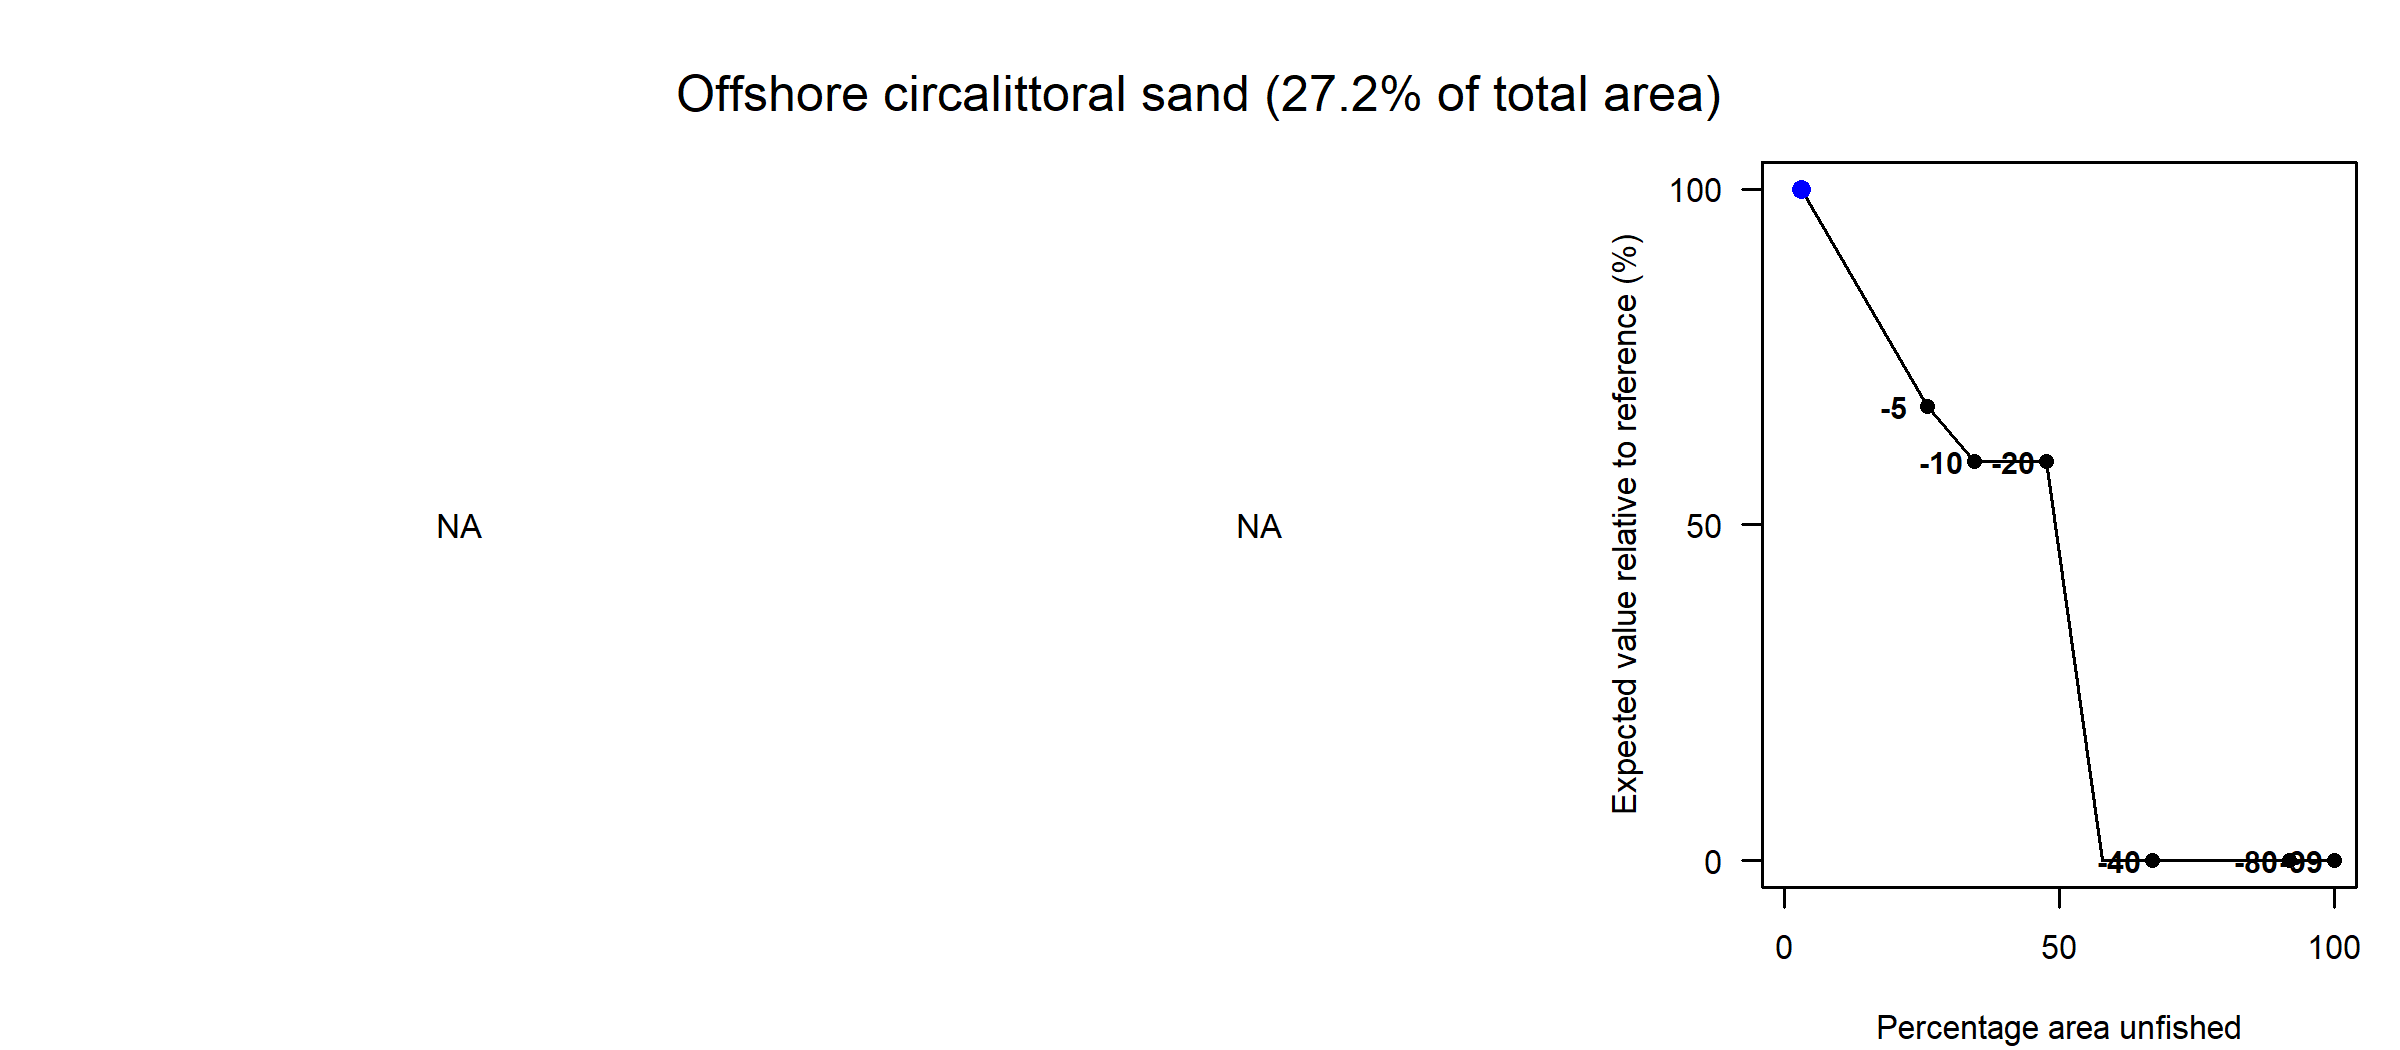 Offshore circalittoral sand (27.2% of total area)
NA
NA
Expected value relative to reference (%)
100
50
0
-5
-10
-20
-40
-80
-99
0
50
100
Percentage area unfished